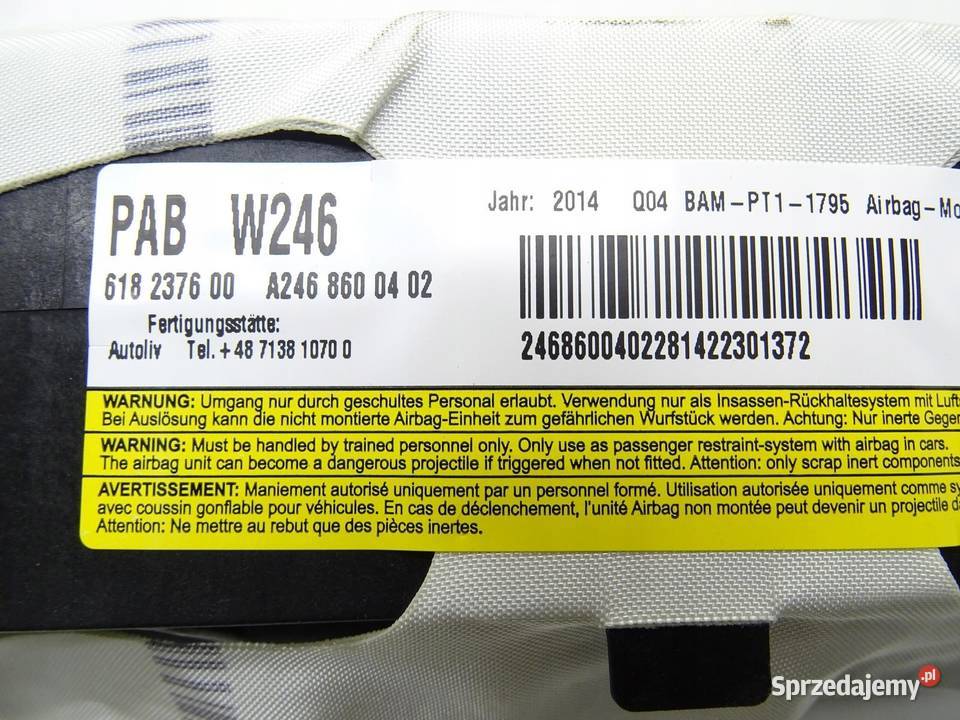 PAB W246
618 2376 00 A246 860 04 02
Fertigungsstätte:
Autoliv Tel. +48 7138 1070 0
Jahr: 2014 Q04 BAM-PT1-1795 Airbag-Mo
2468600402281422301372
WARNUNG: Umgang nur durch geschultes Personal erlaubt. Verwendung nur als Insassen-Rückhaltesystem mit Lufts
Bei Auslösung kann die nicht montierte Airbag-Einheit zum gefährlichen Wurfstück werden. Achtung: Nur inerte Gegen
WARNING: Must be handled by trained personnel only. Only use as passenger restraint-system with airbag in cars.
The airbag unit can become a dangerous projectile if triggered when not fitted. Attention: only scrap inert components
AVERTISSEMENT: Maniement autorisé uniquement par un personnel formé. Utilisation autorisée uniquement comme sy
avec coussin gonflable pour véhicules. En cas de déclenchement, l'unité Airbag non montée peut devenir un projectile da
Attention: Ne mettre au rebut que des pièces inertes.
Sprzedajemy.pl